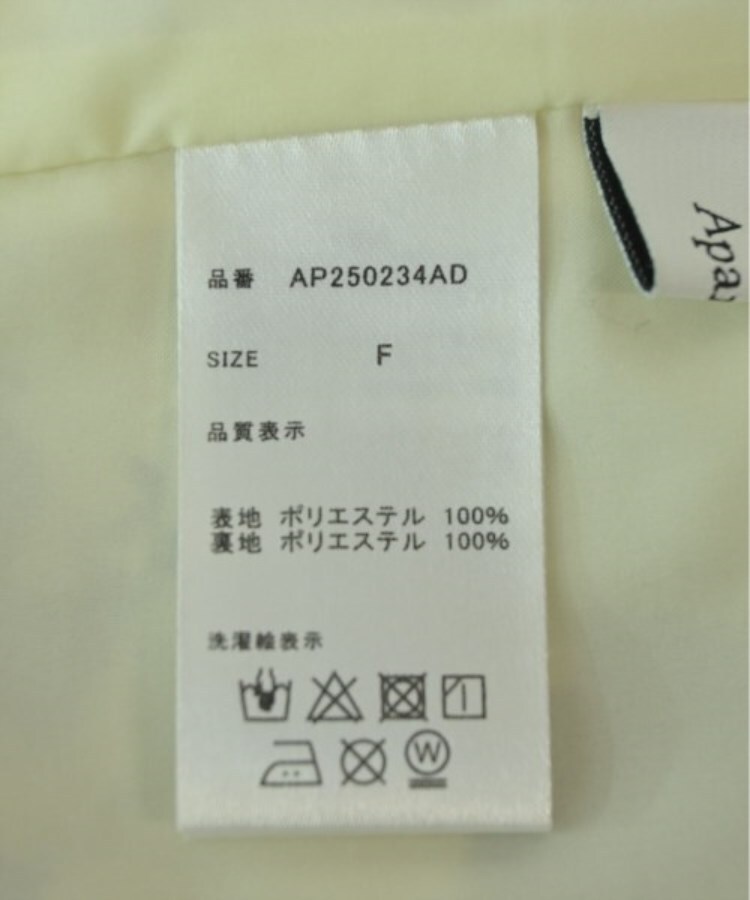 品番 AP250234AD
SIZE F
品質表示
表地 ポリエステル 100%
裏地 ポリエステル 100%
洗濯絵表示
W